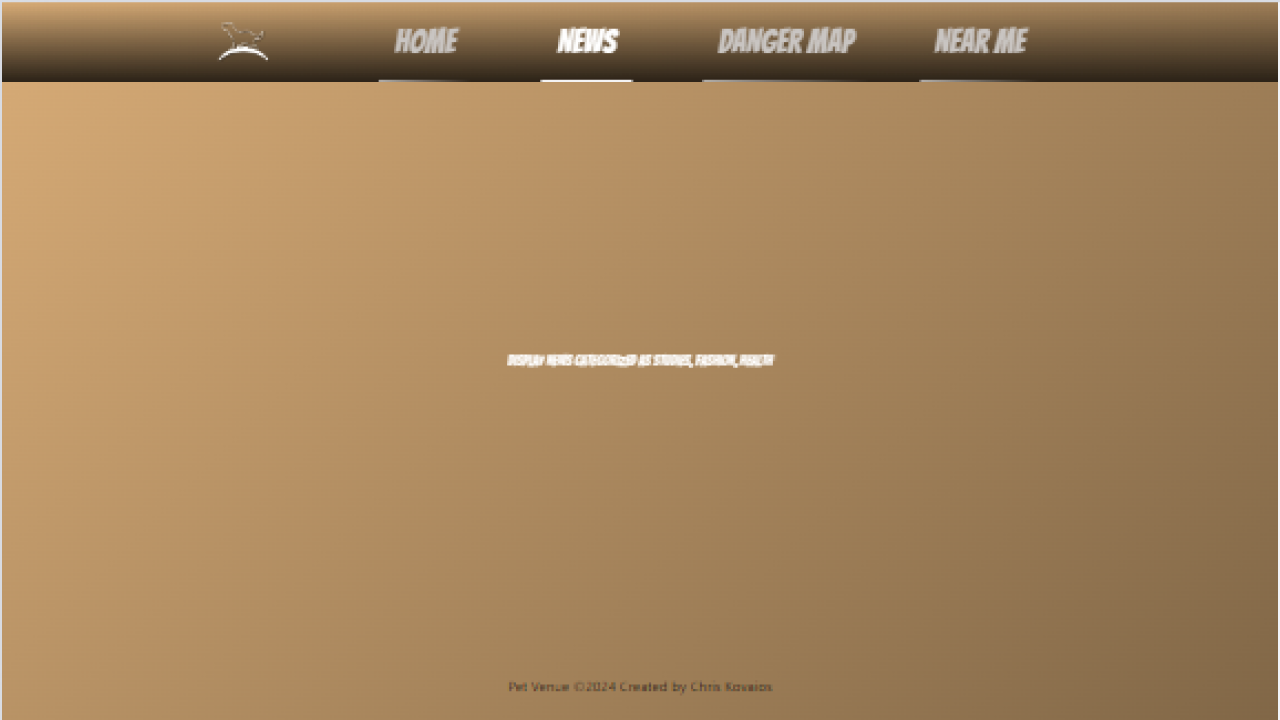 HOME NEWS DANGER MAP NEAR ME
DISPLAY NEWS CATEGORIZED AS STUDIES, FASHION, HEALTH
Pet Venue ©2024 Created by Chris Kovaios